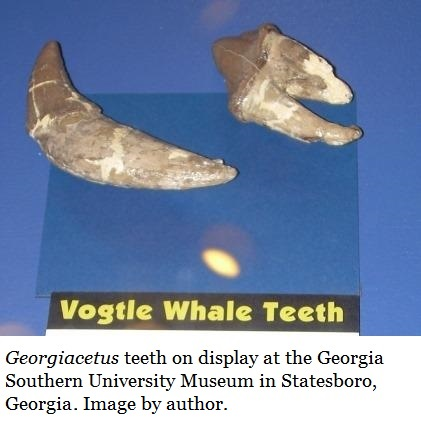 Vogtle Whale Teeth
Georgiacetus teeth on display at the Georgia
Southern University Museum in Statesboro,
Georgia. Image by author.